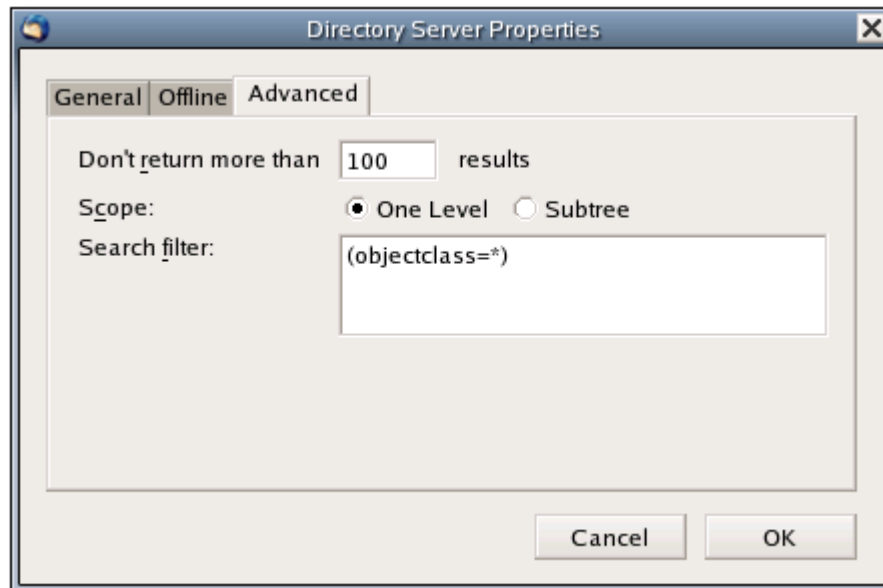 Directory Server Properties
General Offline Advanced
Don't return more than 100 results
Scope: One Level Subtree
Search filter: (objectclass=*)
Cancel OK